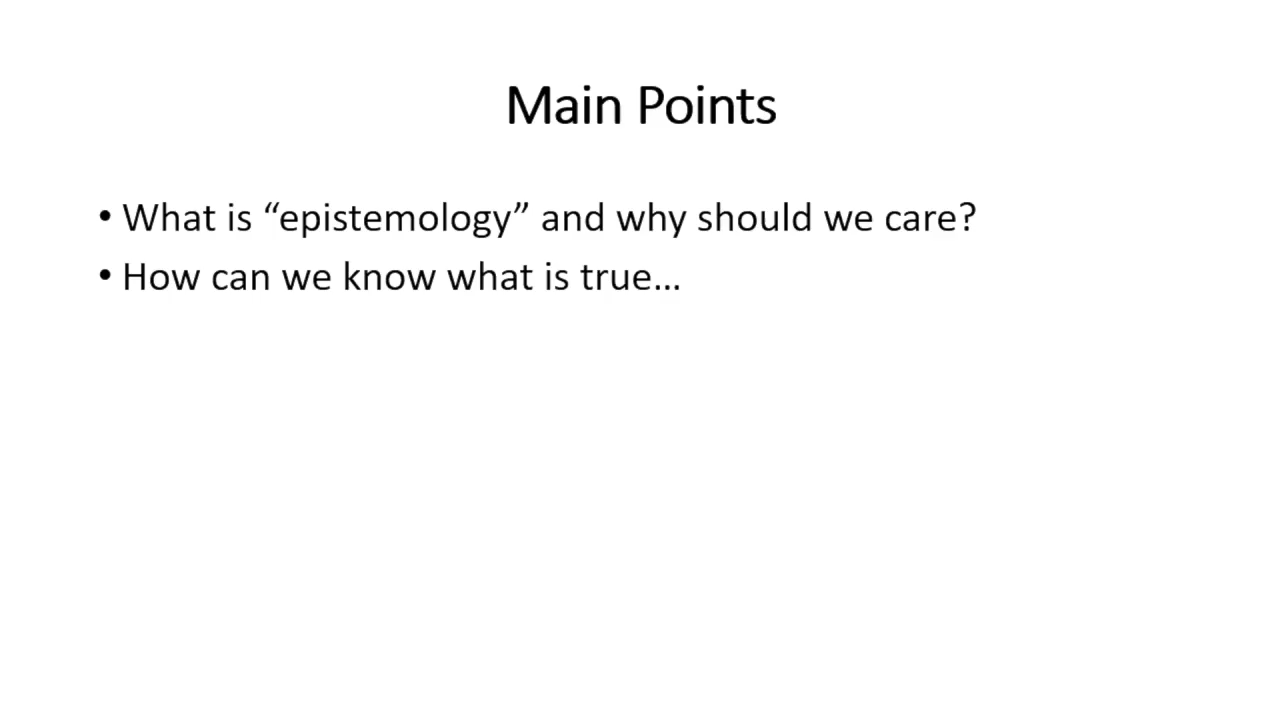 Main Points
• What is “epistemology” and why should we care?
• How can we know what is true…